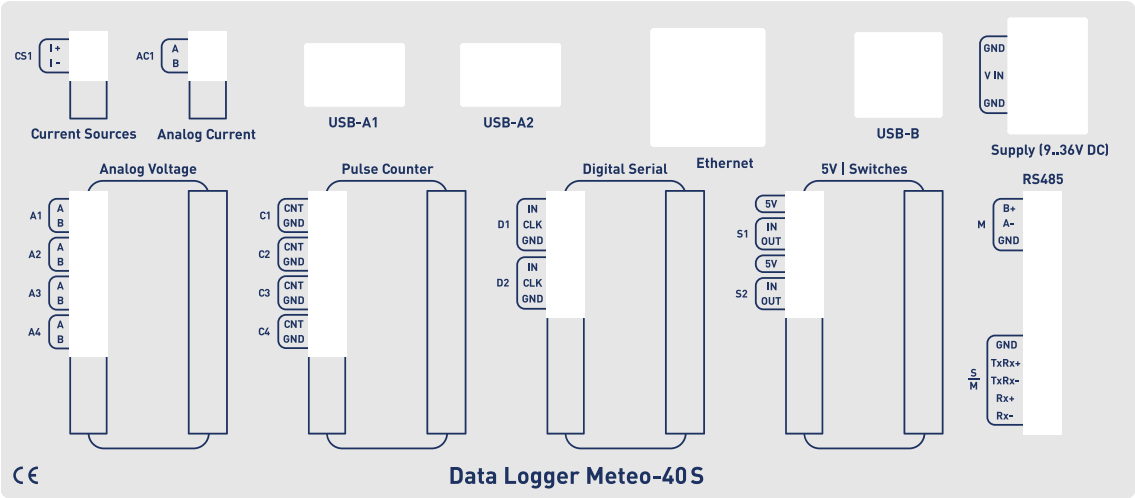 CS1
I+
I-
AC1
A
B
GND
V IN
GND
USB-A1
USB-A2
USB-B
Current Sources
Analog Current
Ethernet
Supply (9..36V DC)
Analog Voltage
Pulse Counter
Digital Serial
5V | Switches
RS485
A1
A
B
A2
A
B
A3
A
B
A4
A
B
C1
CNT
GND
C2
CNT
GND
C3
CNT
GND
C4
CNT
GND
D1
IN
CLK
GND
D2
IN
CLK
GND
5V
S1
IN
OUT
5V
S2
IN
OUT
M
B+
A-
GND
S
M
GND
TxRx+
TxRx-
Rx+
Rx-
CE
Data Logger Meteo-40 S